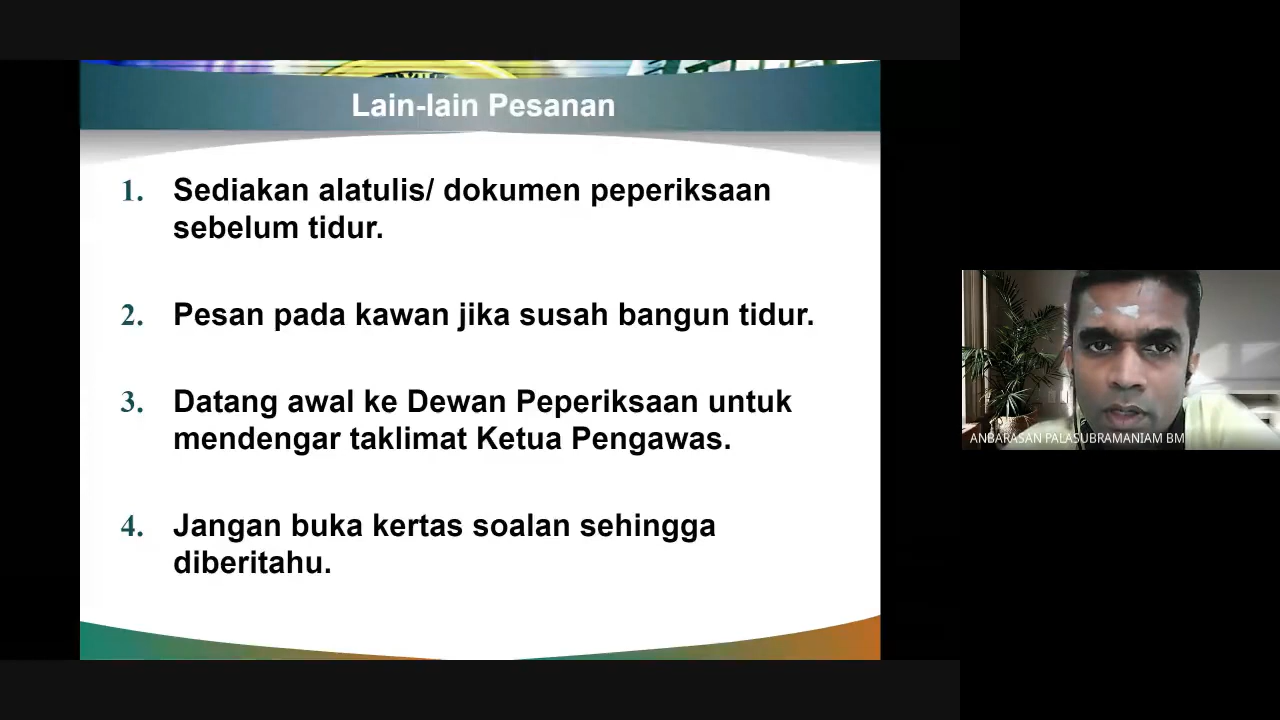 Lain-lain Pesanan
1. Sediakan alatulis/ dokumen peperiksaan
sebelum tidur.
2. Pesan pada kawan jika susah bangun tidur.
3. Datang awal ke Dewan Peperiksaan untuk
mendengar taklimat Ketua Pengawas.
4. Jangan buka kertas soalan sehingga
diberitahu.
ANBARASAN PALASUBRAMANIAM BM